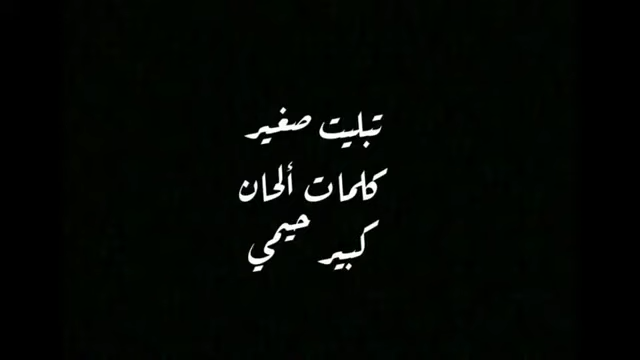 تبليت صغير
كلمات ألحان
كبير حيمي